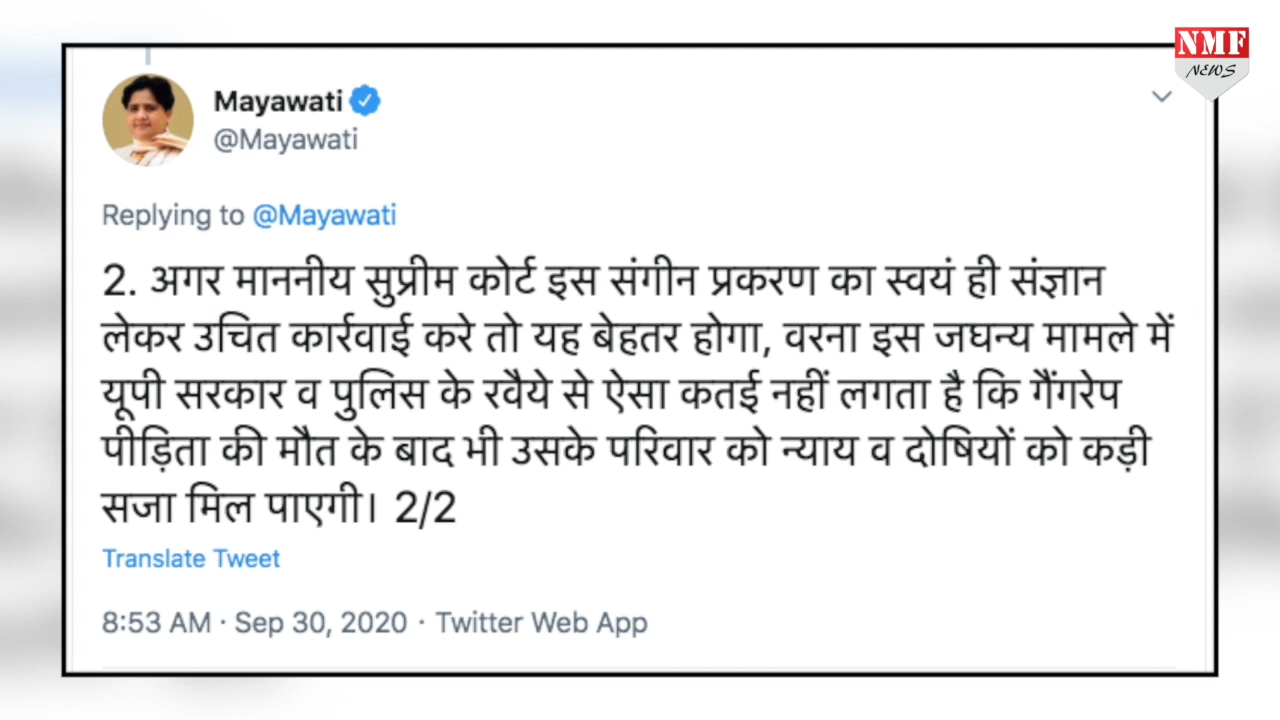 NMF
NEWS
Mayawati
@Mayawati
Replying to @Mayawati
2. अगर माननीय सुप्रीम कोर्ट इस संगीन प्रकरण का स्वयं ही संज्ञान
लेकर उचित कार्रवाई करे तो यह बेहतर होगा, वरना इस जघन्य मामले में
यूपी सरकार व पुलिस के रवैये से ऐसा कतई नहीं लगता है कि गैंगरेप
पीड़िता की मौत के बाद भी उसके परिवार को न्याय व दोषियों को कड़ी
सजा मिल पाएगी। 2/2
Translate Tweet
8:53 AM · Sep 30, 2020 · Twitter Web App